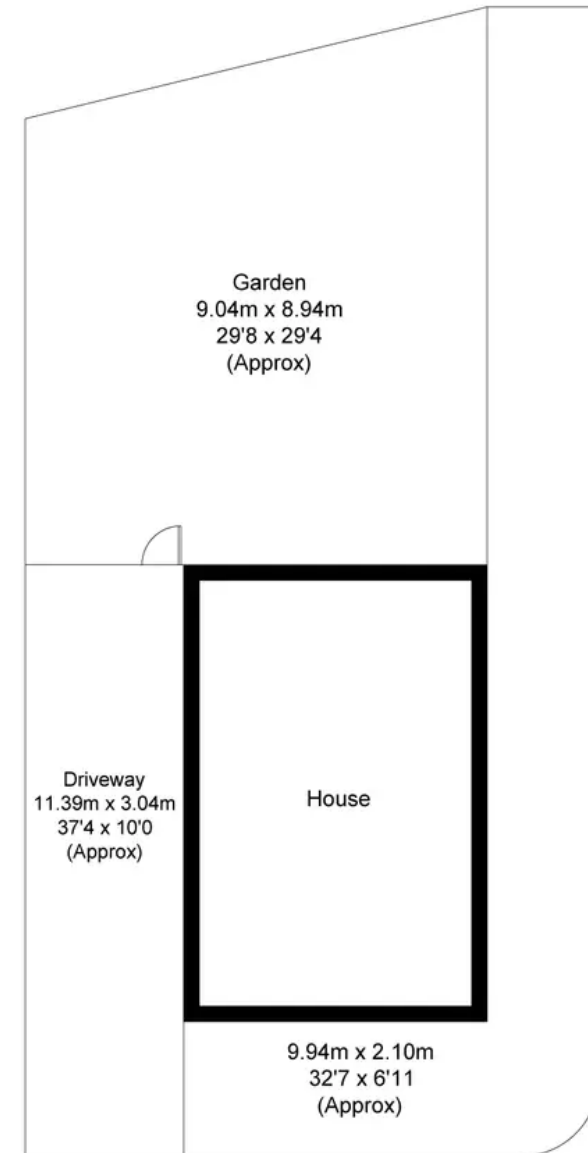 Garden
9.04m x 8.94m
29'8 x 29'4
(Approx)
Driveway
11.39m x 3.04m
37'4 x 10'0
(Approx)
House
9.94m x 2.10m
32'7 x 6'11
(Approx)